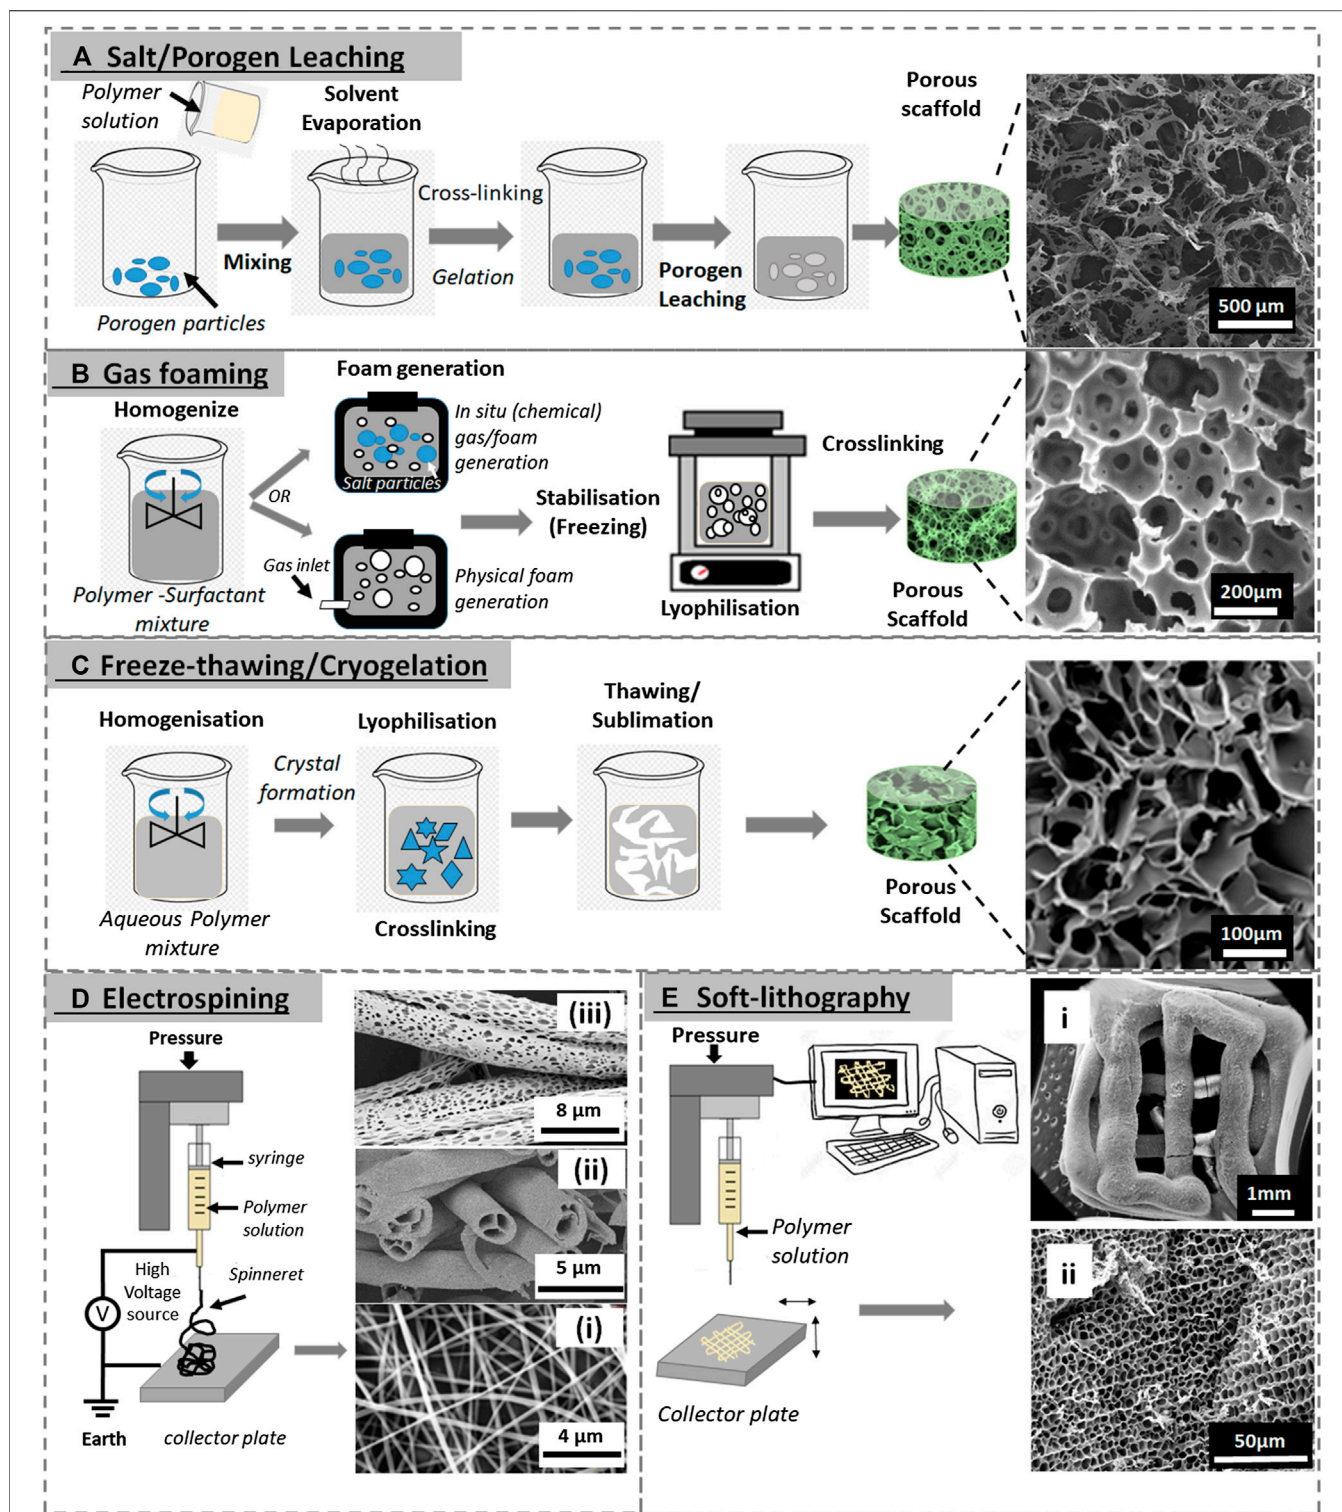 A Salt/Porogen Leaching
Polymer
solution
Solvent
Evaporation
Mixing
Porogen particles
Cross-linking
Gelation
Porogen
Leaching
Porous
scaffold
500 µm
B Gas foaming
Homogenize
Polymer -Surfactant
mixture
OR
Foam generation
In situ (chemical)
gas/foam
generation
Salt particles
Gas inlet
Physical foam
generation
Stabilisation
(Freezing)
Lyophilisation
Crosslinking
Porous
Scaffold
200µm
C Freeze-thawing/Cryogelation
Homogenisation
Aqueous Polymer
mixture
Crystal
formation
Lyophilisation
Crosslinking
Thawing/
Sublimation
Porous
Scaffold
100µm
D Electrospining
Pressure
syringe
Polymer
solution
High
Voltage
source
V
Spinneret
Earth
collector plate
(iii)
8 µm
(ii)
5 µm
(i)
4 µm
E Soft-lithography
Pressure
Polymer
solution
Collector plate
i
1mm
ii
50µm